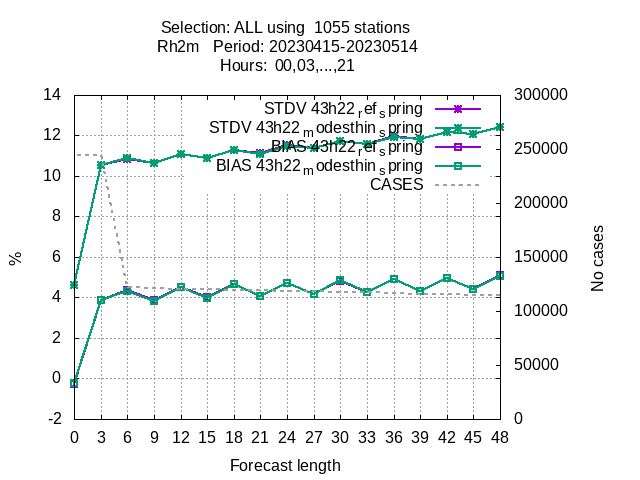 Selection: ALL using  1055 stations
Rh2m   Period: 20230415-20230514
Hours:  00,03,...,21
14
12
10
8
6
4
2
0
-2
%
STDV 43h22_ref_spring
STDV 43h22_modesthin_spring
BIAS 43h22_ref_spring
BIAS 43h22_modesthin_spring
CASES
300000
250000
200000
150000
100000
50000
0
No cases
0 3 6 9 12 15 18 21 24 27 30 33 36 39 42 45 48
Forecast length